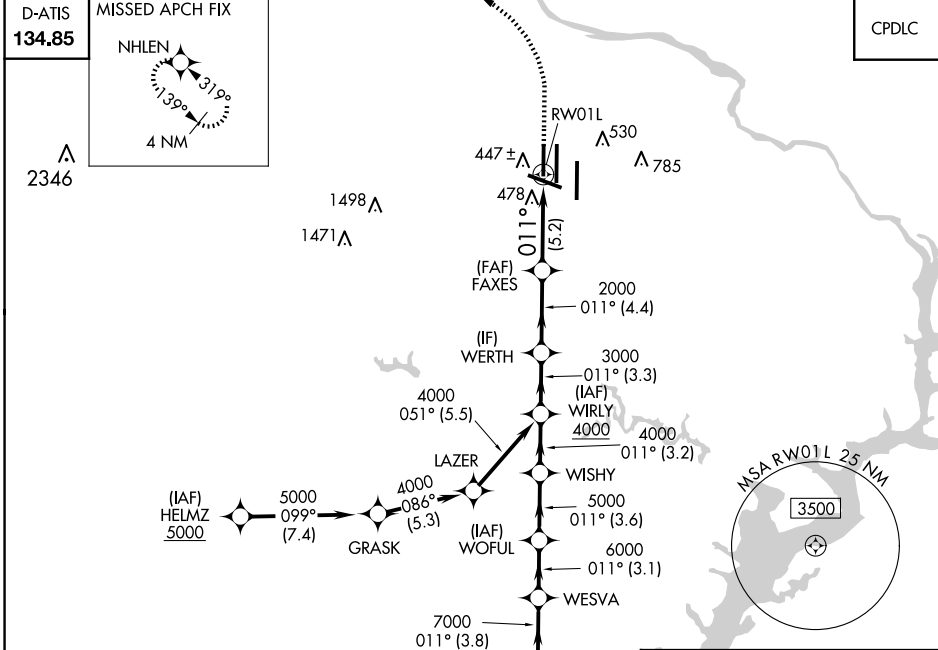 D-ATIS
134.85
MISSED APCH FIX
NHLEN
319°
139°
4 NM
CPDLC
2346
RW01L
530
447 ±
785
478
1498
1471
011°
(5.2)
(FAF)
FAXES
2000
011° (4.4)
(IF)
WERTH
3000
011° (3.3)
4000
051° (5.5)
(IAF)
WIRLY
4000
4000
011° (3.2)
LAZER
WISHY
(IAF)
HELMZ
5000
5000
099°
(7.4)
GRASK
4000
086°
(5.3)
5000
011° (3.6)
(IAF)
WOFUL
6000
011° (3.1)
WESVA
7000
011° (3.8)
MSA RW01L 25 NM
3500